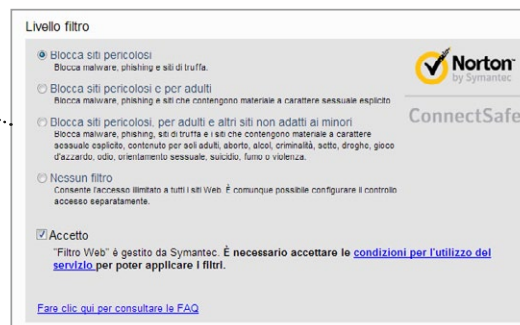 Livello filtro
Blocca siti pericolosi
Blocca malware, phishing e siti di truffa.
Blocca siti pericolosi e per adulti
Blocca malware, phishing e siti che contengono materiale a carattere sessuale esplicito
Blocca siti pericolosi, per adulti e altri siti non adatti ai minori
Blocca malware, phishing, siti di truffa e i siti che contengono materiale a carattere
sessuale esplicito, contenuto per soli adulti, aborto, alcol, criminalità, sette, droghe, gioco
d'azzardo, odio, orientamento sessuale, suicidio, fumo o violenza.
Nessun filtro
Consente l'accesso illimitato a tutti i siti Web. È comunque possibile configurare il controllo
accesso separatamente.
Accetto
"Filtro Web" è gestito da Symantec. È necessario accettare le condizioni per l'utilizzo del
servizio per poter applicare i filtri.
Fare clic qui per consultare le FAQ
Norton
by Symantec
ConnectSafe